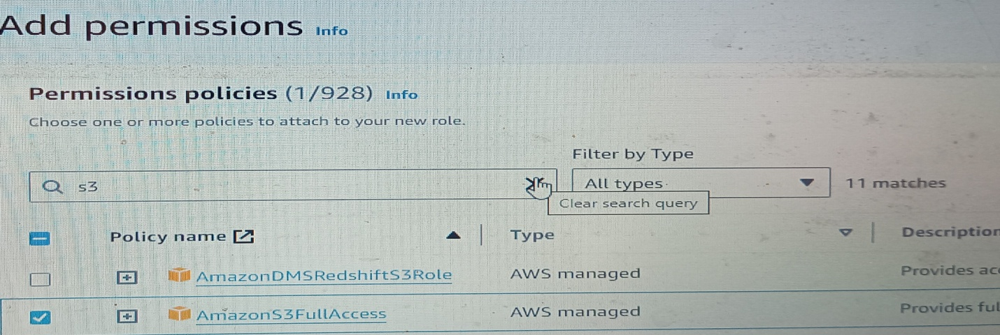 Add permissions Info
Permissions policies (1/928) Info
Choose one or more policies to attach to your new role.
Filter by Type
s3 All types 11 matches
Clear search query
Policy name Type Description
AmazonDMSRedshiftS3Role AWS managed Provides
AmazonS3FullAccess AWS managed Provides